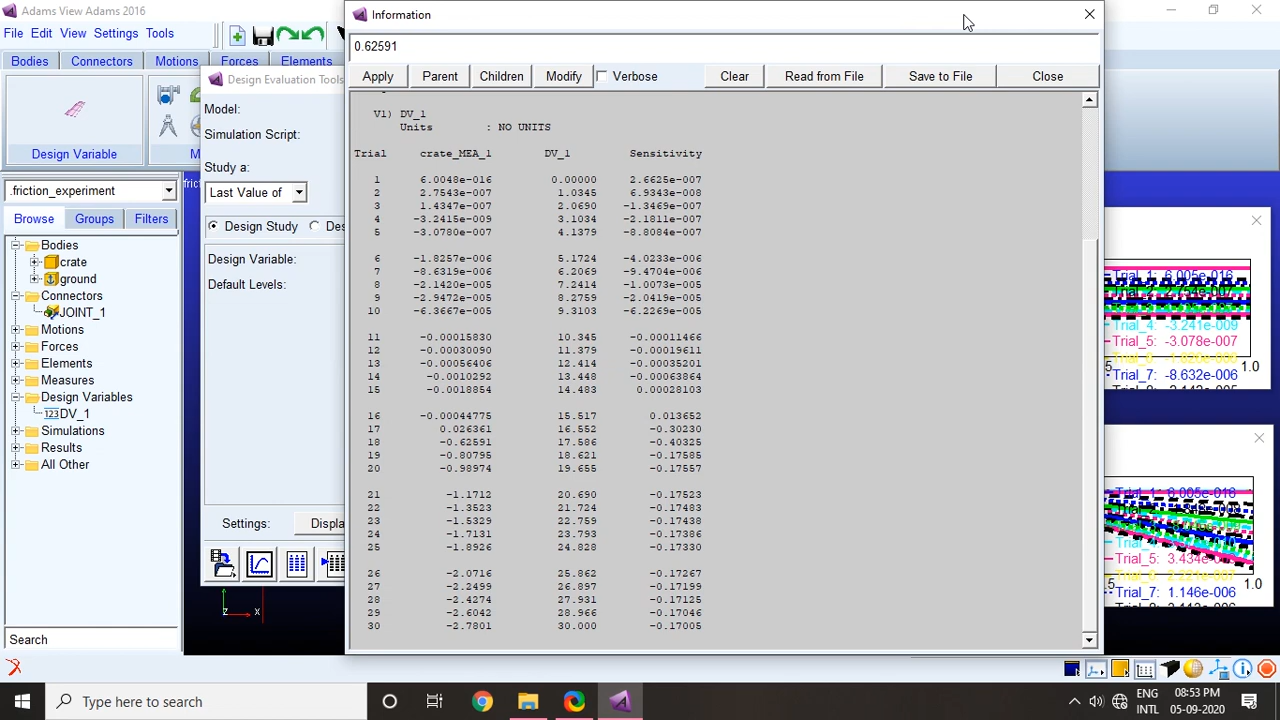 Adams View Adams 2016
File Edit View Settings Tools
Bodies Connectors Motions Forces Elements
Design Variable
.friction_experiment
Browse Groups Filters
Bodies
crate
ground
Connectors
JOINT_1
Motions
Forces
Elements
Measures
Design Variables
DV_1
Simulations
Results
All Other
Search
Design Evaluation Tools
Model:
Simulation Script:
Study a:
Last Value of
Design Study
Design Variable:
Default Levels:
Settings:
Information
0.62591
Apply Parent Children Modify Verbose Clear Read from File Save to File Close
V1) DV_1
Units : NO UNITS
Trial crate_MEA_1 DV_1 Sensitivity
1 6.0048e-016 0.00000 2.6625e-007
2 2.7543e-007 1.0345 6.9343e-008
3 1.4347e-007 2.0690 -1.3469e-007
4 -3.2415e-009 3.1034 -2.1811e-007
5 -3.0780e-007 4.1379 -8.8084e-007
6 -1.8257e-006 5.1724 -4.0233e-006
7 -8.6319e-006 6.2069 -9.4704e-006
8 -2.1420e-005 7.2414 -1.0073e-005
9 -2.9472e-005 8.2759 -2.0419e-005
10 -6.3667e-005 9.3103 -6.2269e-005
11 -0.00015830 10.345 -0.00011466
12 -0.00030090 11.379 -0.00019611
13 -0.00056406 12.414 -0.00035201
14 -0.0010292 13.448 -0.00063864
15 -0.0018854 14.483 0.00028103
16 -0.00044775 15.517 0.013652
17 0.026361 16.552 -0.30230
18 -0.62591 17.586 -0.40325
19 -0.80795 18.621 -0.17585
20 -0.98974 19.655 -0.17557
21 -1.1712 20.690 -0.17523
22 -1.3523 21.724 -0.17483
23 -1.5329 22.759 -0.17438
24 -1.7131 23.793 -0.17386
25 -1.8926 24.828 -0.17330
26 -2.0716 25.862 -0.17267
27 -2.2499 26.897 -0.17199
28 -2.4274 27.931 -0.17125
29 -2.6042 28.966 -0.17046
30 -2.7801 30.000 -0.17005
Trial_1: 6.005e-016
Trial_4: -3.241e-009
Trial_5: -3.078e-007
Trial_7: -8.632e-006
1.0
Trial_1: 6.005e-016
Trial_5: 3.434e-005
Trial_7: 1.146e-006
1.0
z x
Type here to search
ENG
INTL
08:53 PM
05-09-2020